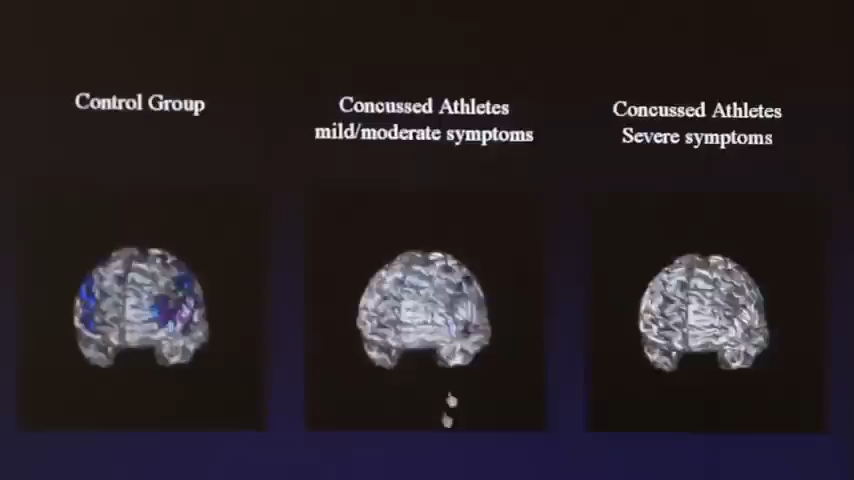 Control Group
Concussed Athletes
mild/moderate symptoms
Concussed Athletes
Severe symptoms